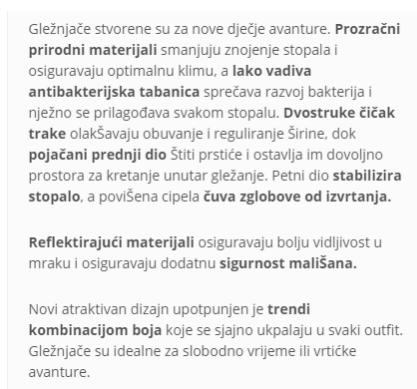 Gležnjače stvorene su za nove dječje avanture. Prozračni
prirodni materijali smanjuju znojenje stopala i
osiguravaju optimalnu klimu, a lako vadiva
antibakterijska tabanica sprečava razvoj bakterija i
nježno se prilagođava svakom stopalu. Dvostruke čičak
trake olakŠavaju obuvanje i reguliranje Širine, dok
pojačani prednji dio Štiti prstiće i ostavlja im dovoljno
prostora za kretanje unutar gležanje. Petni dio stabilizira
stopalo, a poviŠena cipela čuva zglobove od izvrtanja.
Reflektirajući materijali osiguravaju bolju vidljivost u
mraku i osiguravaju dodatnu sigurnost maliŠana.
Novi atraktivan dizajn upotpunjen je trendi
kombinacijom boja koje se sjajno ukpalaju u svaki outfit.
Gležnjače su idealne za slobodno vrijeme ili vrtićke
avanture.